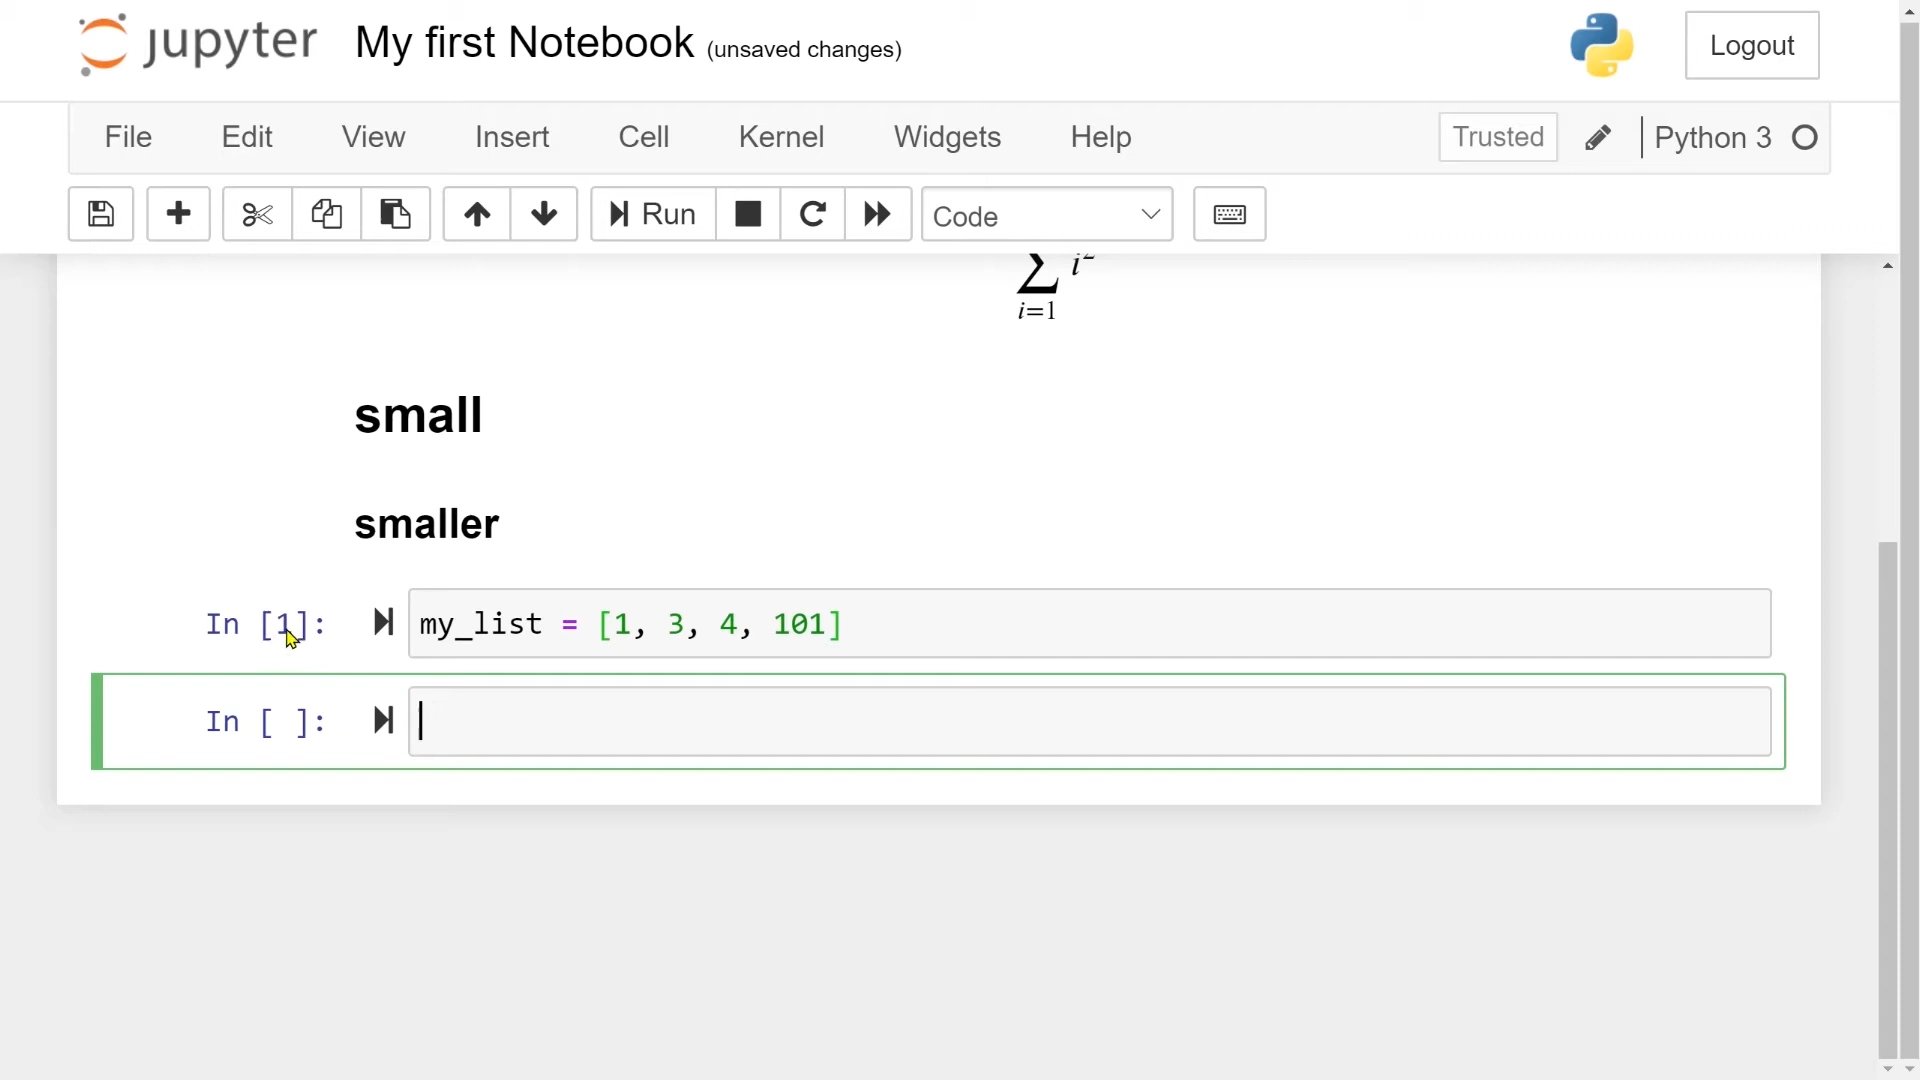 jupyter My first Notebook (unsaved changes) Logout
File Edit View Insert Cell Kernel Widgets Help Trusted Python 3
Run Code
∑ i²
i=1
small
smaller
In [1]: my_list = [1, 3, 4, 101]
In [ ]: